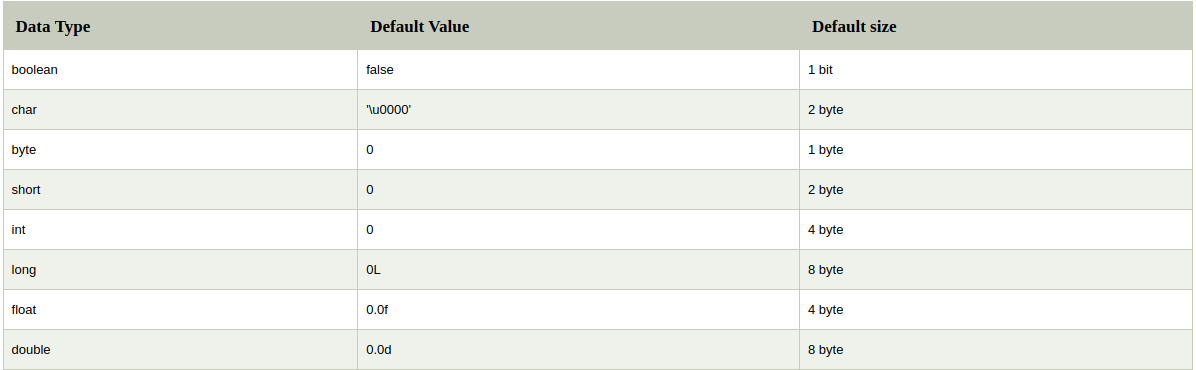 Data Type Default Value Default size
boolean false 1 bit
char '\u0000' 2 byte
byte 0 1 byte
short 0 2 byte
int 0 4 byte
long 0L 8 byte
float 0.0f 4 byte
double 0.0d 8 byte